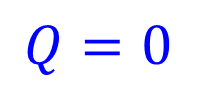 Q = 0